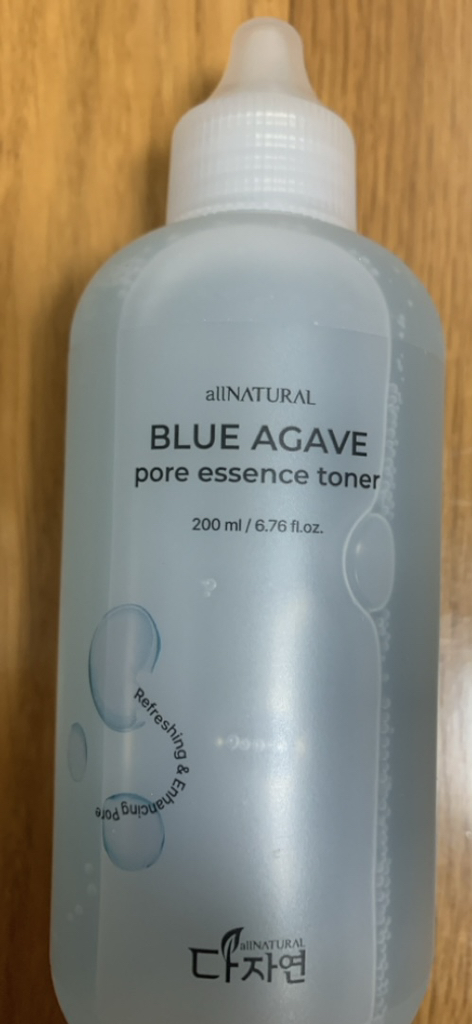 allNATURAL
BLUE AGAVE
pore essence toner
200 ml / 6.76 fl.oz.
Refreshing & Enhancing Pore
allNATURAL
다자연